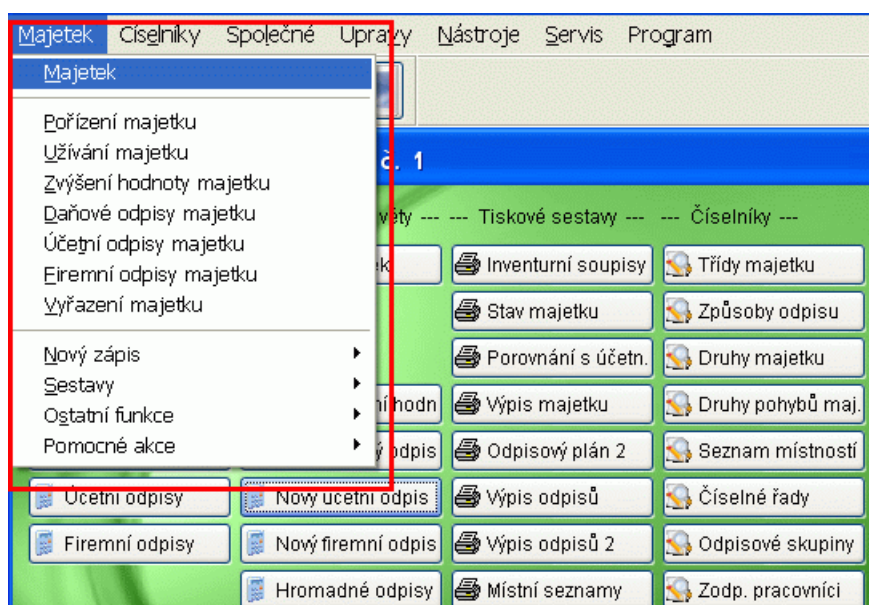 Majetek Číselníky Společné Úpravy Nástroje Servis Program
Majetek
Pořízení majetku
Užívání majetku
Zvýšení hodnoty majetku
Daňové odpisy majetku
Účetní odpisy majetku
Firemní odpisy majetku
Vyřazení majetku
Nový zápis
Sestavy
Ostatní funkce
Pomocné akce
č. 1
věty --- --- Tiskové sestavy --- --- Číselníky ---
Inventurní soupisy Třídy majetku
Stav majetku Způsoby odpisu
Porovnání s účetn. Druhy majetku
ní hodn Výpis majetku Druhy pohybů maj.
ý odpis Odpisový plán 2 Seznam místností
Účetní odpisy Nový účetní odpis Výpis odpisů Číselné řady
Firemní odpisy Nový firemní odpis Výpis odpisů 2 Odpisové skupiny
Hromadné odpisy Místní seznamy Zodp. pracovníci